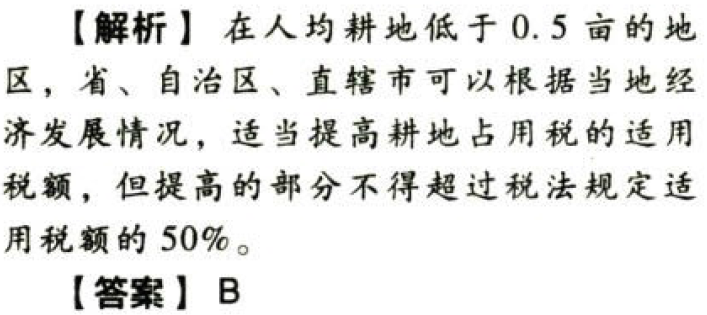 【解析】 在人均耕地低于 0.5 亩的地
区，省、自治区、直辖市可以根据当地经
济发展情况，适当提高耕地占用税的适用
税额，但提高的部分不得超过税法规定适
用税额的 50%。
【答案】 B